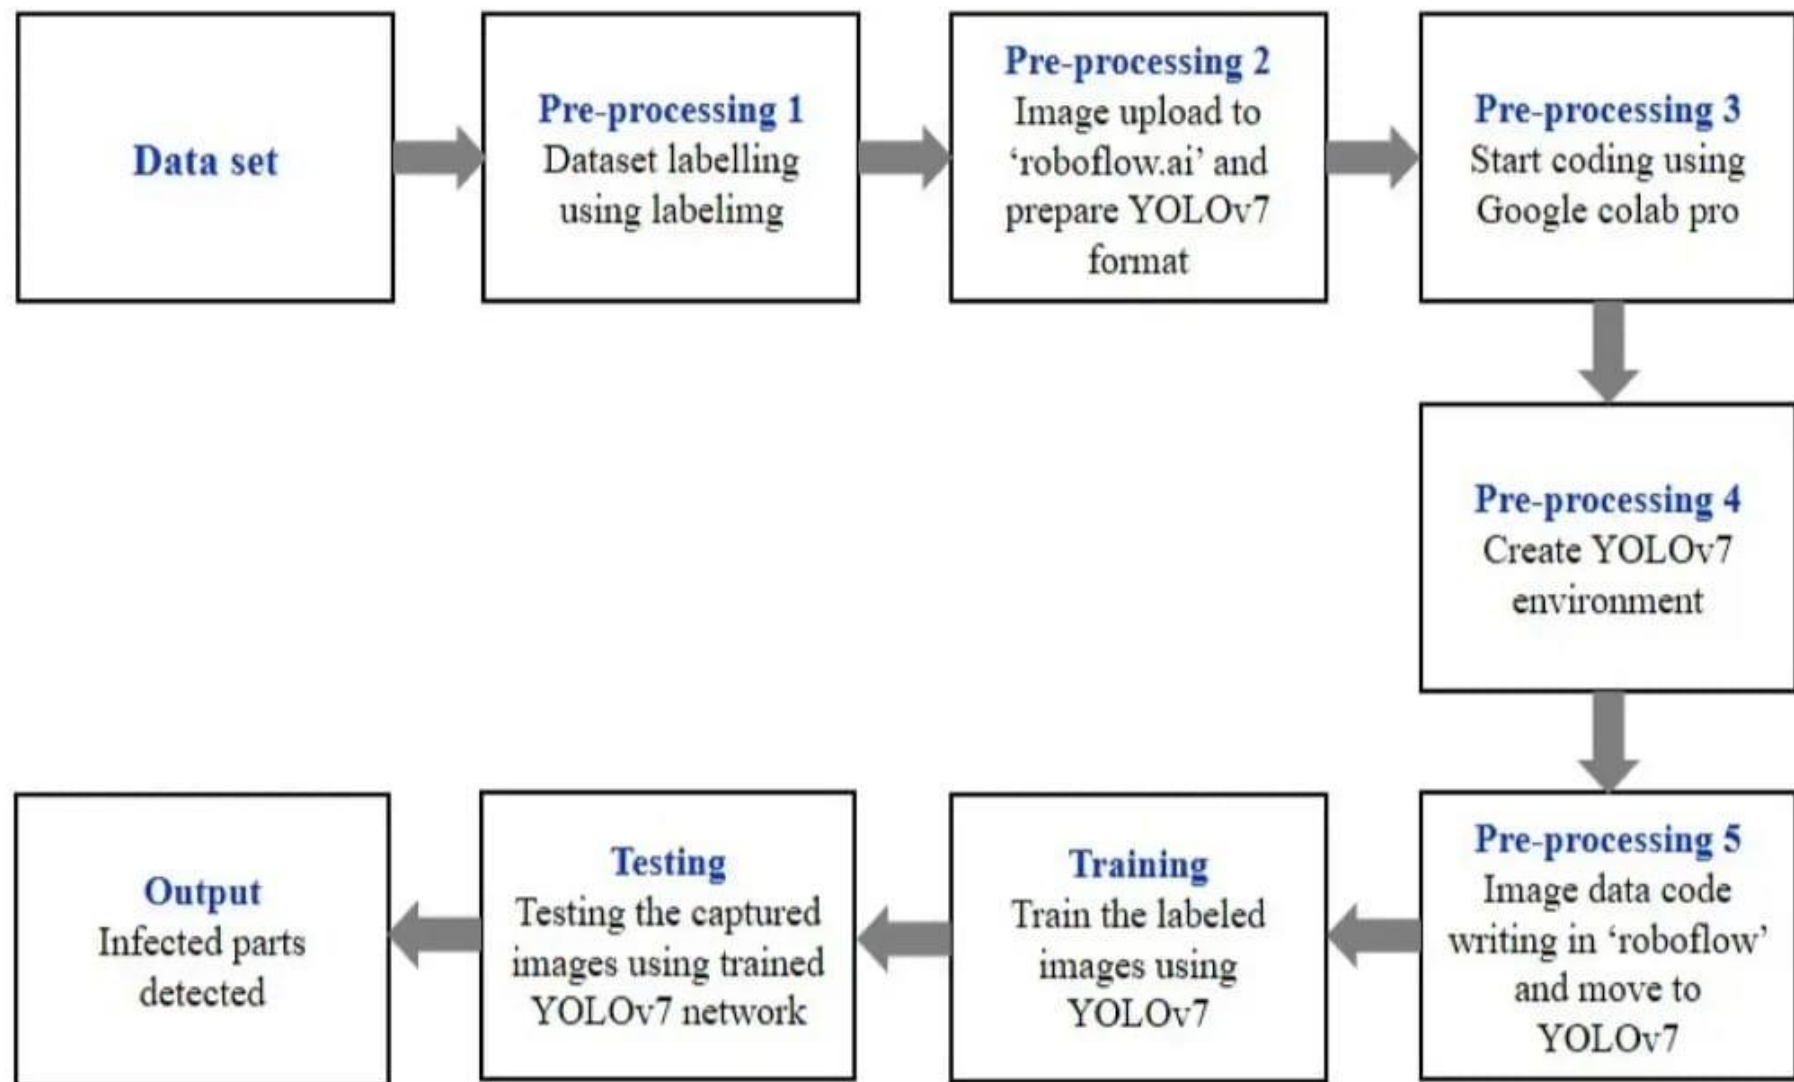 Data set
Pre-processing 1
Dataset labelling
using labelimg
Pre-processing 2
Image upload to
‘roboflow.ai’ and
prepare YOLOv7
format
Pre-processing 3
Start coding using
Google colab pro
Pre-processing 4
Create YOLOv7
environment
Pre-processing 5
Image data code
writing in ‘roboflow’
and move to
YOLOv7
Training
Train the labeled
images using
YOLOv7
Testing
Testing the captured
images using trained
YOLOv7 network
Output
Infected parts
detected